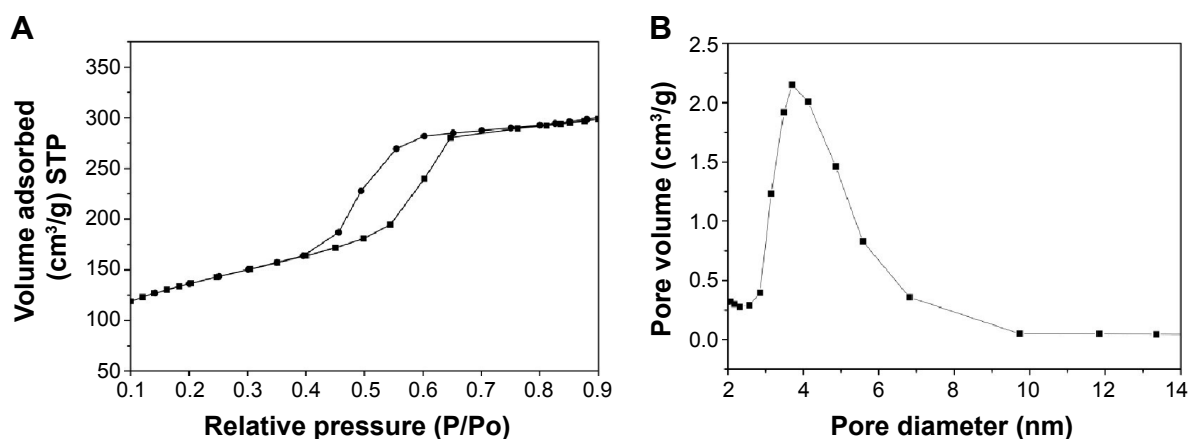 A
Volume adsorbed
(cm³/g) STP
350
300
250
200
150
100
50
0.1 0.2 0.3 0.4 0.5 0.6 0.7 0.8 0.9
Relative pressure (P/Po)
B
Pore volume (cm³/g)
2.5
2.0
1.5
1.0
0.5
0.0
2 4 6 8 10 12 14
Pore diameter (nm)